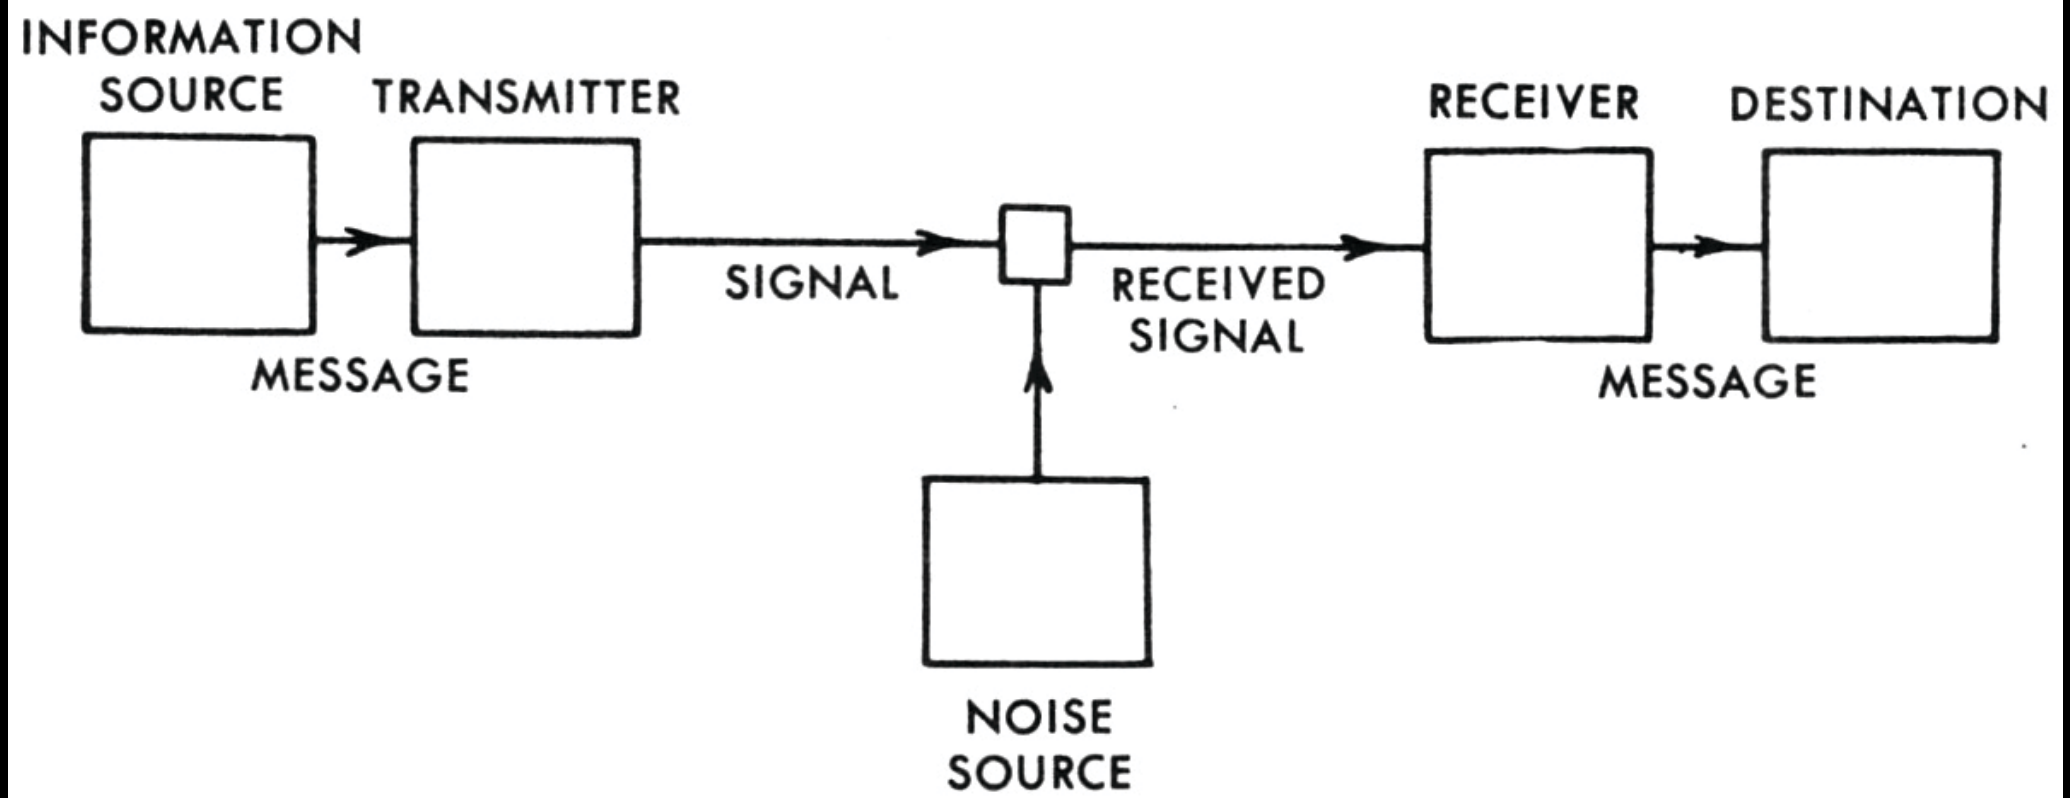 INFORMATION
SOURCE
TRANSMITTER
RECEIVER
DESTINATION
SIGNAL
RECEIVED
SIGNAL
MESSAGE
MESSAGE
NOISE
SOURCE